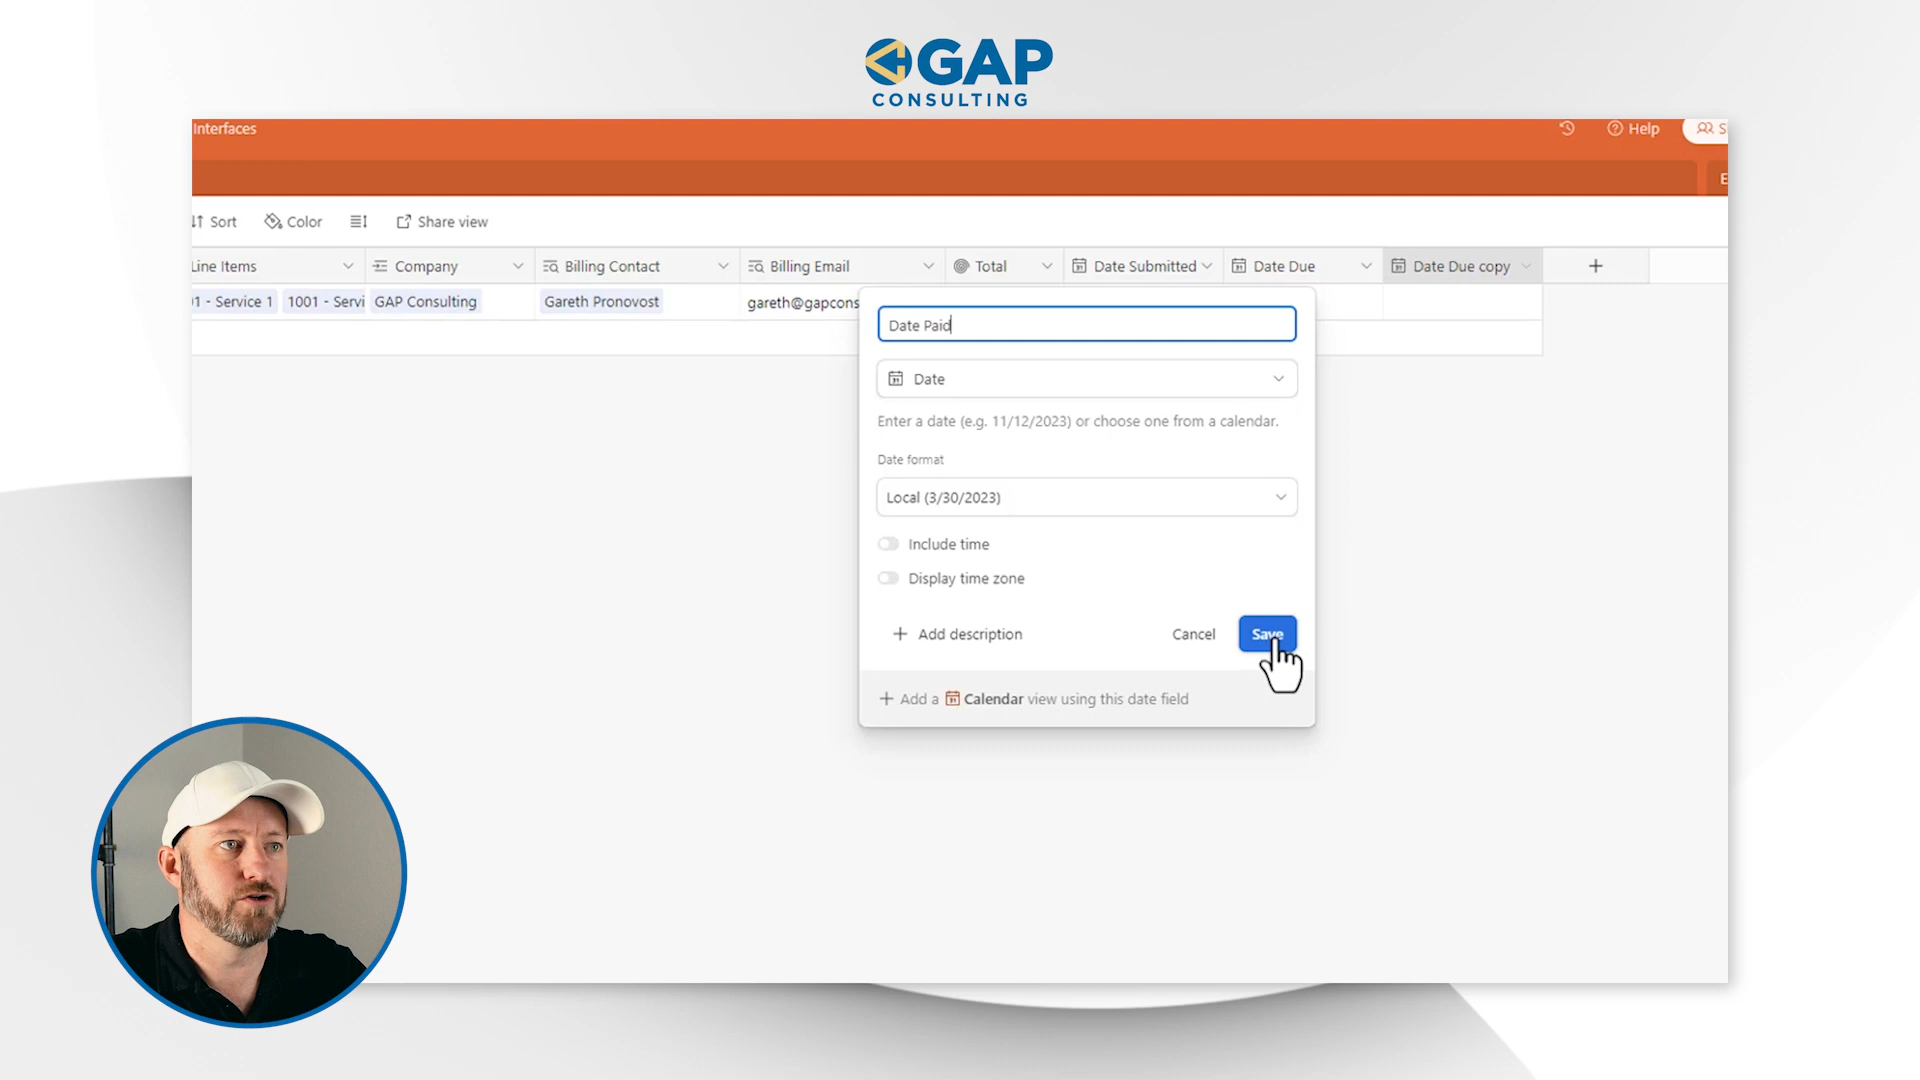 GAP
CONSULTING
Interfaces
Help
S
E
Sort
Color
Share view
Line Items
Company
Billing Contact
Billing Email
Total
Date Submitted
Date Due
Date Due copy
1 - Service 1
1001 - Servi
GAP Consulting
Gareth Pronovost
gareth@gapcons
Date Paid
Date
Enter a date (e.g. 11/12/2023) or choose one from a calendar.
Date format
Local (3/30/2023)
Include time
Display time zone
Add description
Cancel
Save
Add a Calendar view using this date field